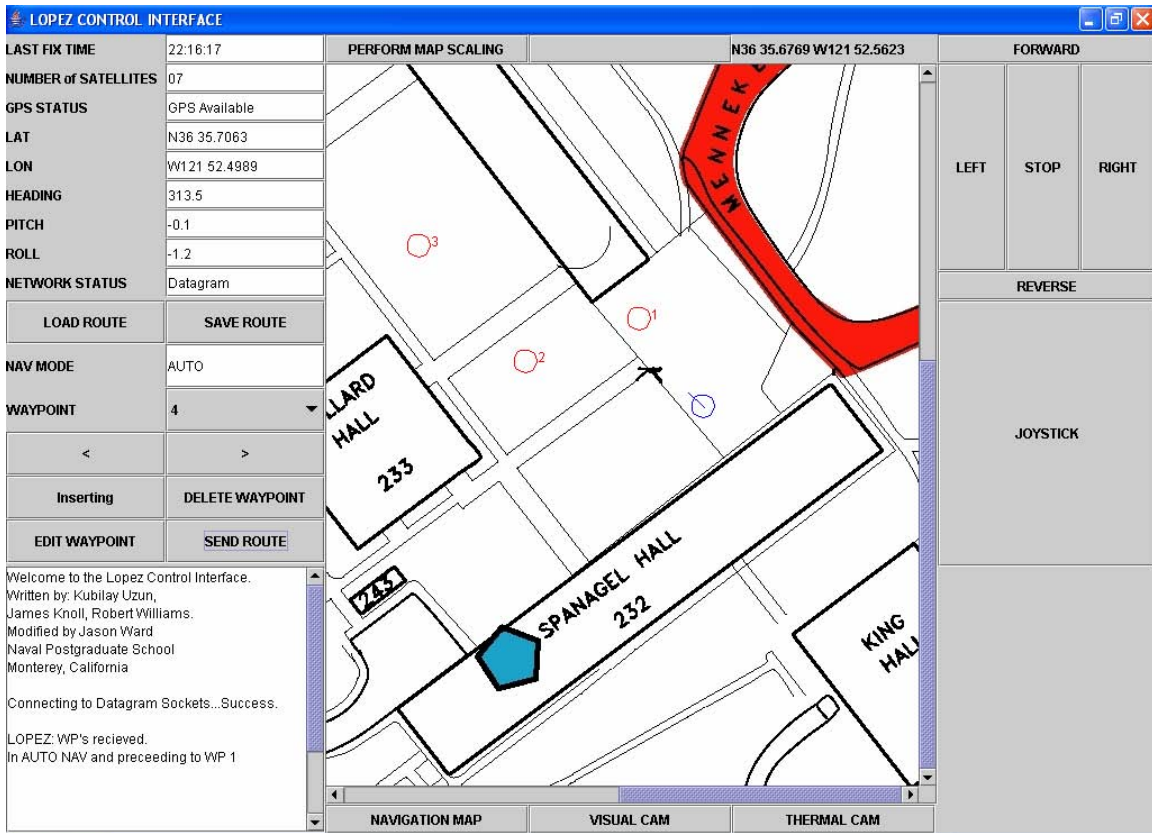 LOPEZ CONTROL INTERFACE
LAST FIX TIME 22:16:17
NUMBER of SATELLITES 07
GPS STATUS GPS Available
LAT N36 35.7063
LON W121 52.4989
HEADING 313.5
PITCH -0.1
ROLL -1.2
NETWORK STATUS Datagram
LOAD ROUTE SAVE ROUTE
NAV MODE AUTO
WAYPOINT 4
< >
Inserting DELETE WAYPOINT
EDIT WAYPOINT SEND ROUTE
Welcome to the Lopez Control Interface.
Written by: Kubilay Uzun,
James Knoll, Robert Williams.
Modified by Jason Ward
Naval Postgraduate School
Monterey, California
Connecting to Datagram Sockets...Success.
LOPEZ: WP's recieved.
In AUTO NAV and preceeding to WP 1
PERFORM MAP SCALING N36 35.6769 W121 52.5623
MENNEKE
3
1
2
LLARD
HALL
233
243
SPANAGEL HALL
232
KING
HALL
NAVIGATION MAP VISUAL CAM THERMAL CAM
FORWARD
LEFT STOP RIGHT
REVERSE
JOYSTICK